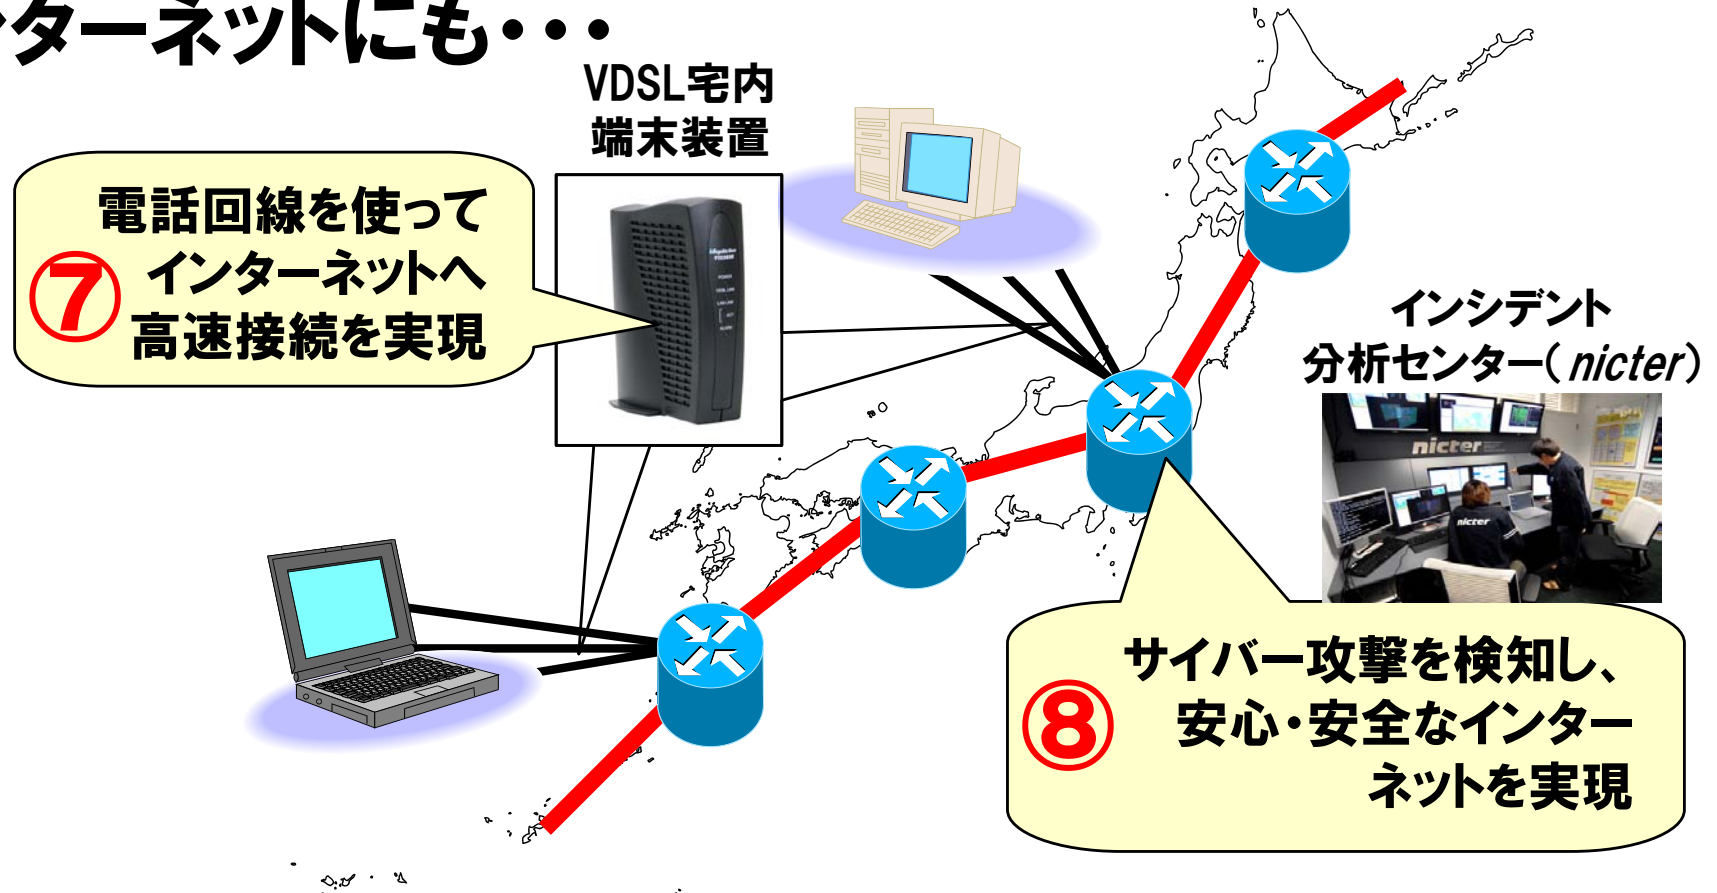 ンターネットにも・・・
VDSL宅内
端末装置
電話回線を使って
⑦
インターネットへ
高速接続を実現
インシデント
分析センター(nicter)
nicter
nicter
サイバー攻撃を検知し、
⑧
安心・安全なインター
ネットを実現